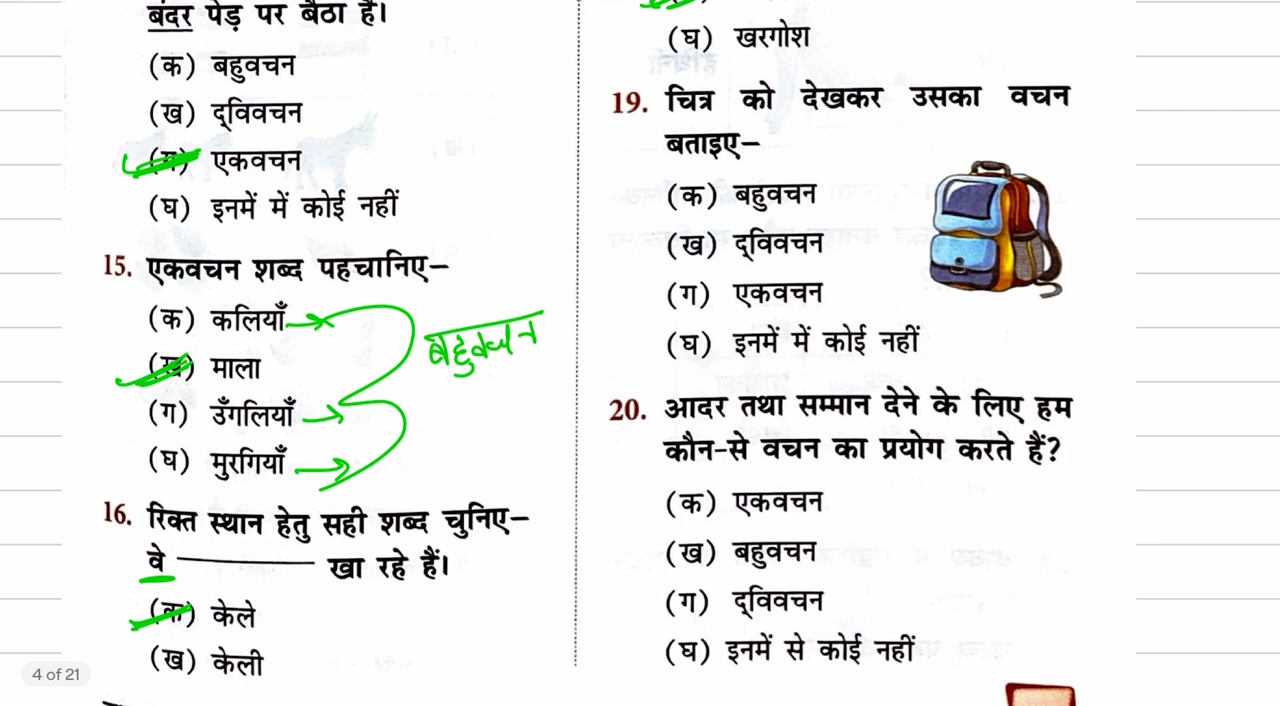 बंदर पेड़ पर बैठा है।
(क) बहुवचन
(ख) द्विवचन
(ग) एकवचन
(घ) इनमें में कोई नहीं
15. एकवचन शब्द पहचानिए–
(क) कलियाँ
(ख) माला
(ग) उँगलियाँ
(घ) मुरगियाँ
बहुवचन
16. रिक्त स्थान हेतु सही शब्द चुनिए–
वे ———— खा रहे हैं।
(क) केले
(ख) केली
4 of 21
(घ) खरगोश
19. चित्र को देखकर उसका वचन
बताइए–
(क) बहुवचन
(ख) द्विवचन
(ग) एकवचन
(घ) इनमें में कोई नहीं
20. आदर तथा सम्मान देने के लिए हम
कौन-से वचन का प्रयोग करते हैं?
(क) एकवचन
(ख) बहुवचन
(ग) द्विवचन
(घ) इनमें से कोई नहीं